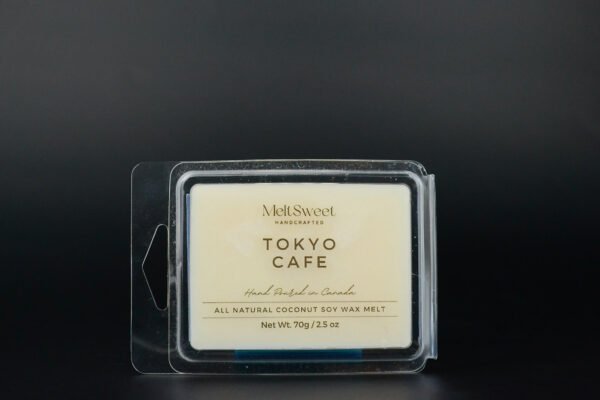 MeltSweet
HANDCRAFTED
TOKYO
CAFE
Hand Poured in Canada
ALL NATURAL COCONUT SOY WAX MELT
Net Wt. 70g / 2.5 oz